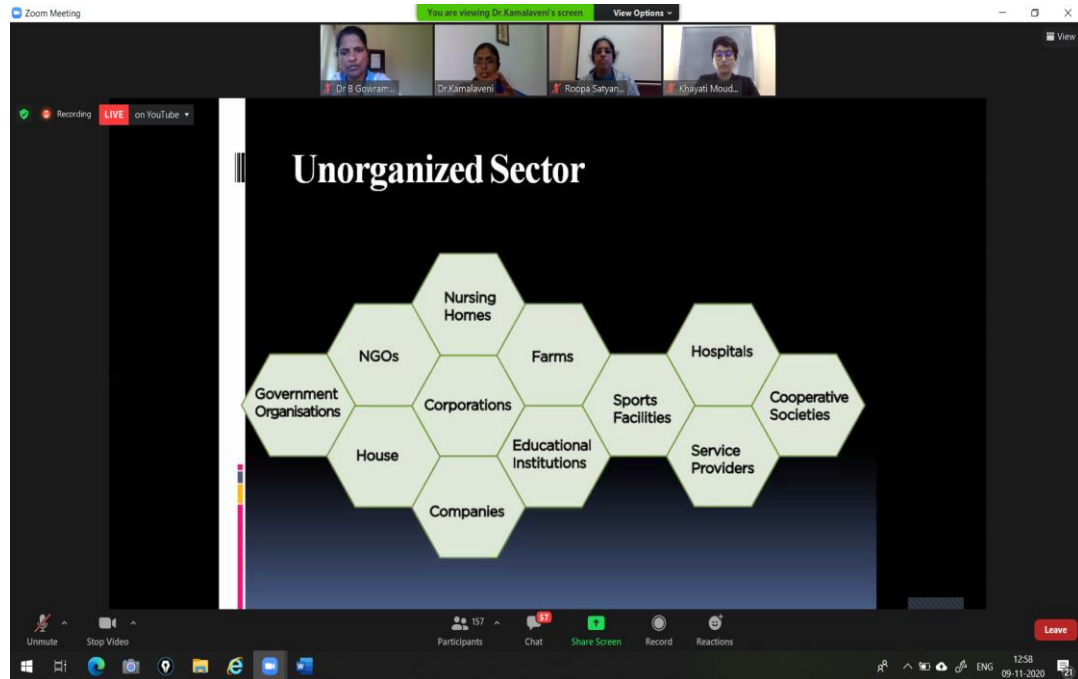 Zoom Meeting
You are viewing Dr.Kamalaveni's screen
View Options
View
Dr B Gowram...
Dr.Kamalaveni
Roopa Satyan...
Khayati Moud...
Recording
LIVE
on YouTube
Unorganized Sector
Nursing
Homes
NGOs
Farms
Hospitals
Government
Organisations
Corporations
Sports
Facilities
Cooperative
Societies
House
Educational
Institutions
Service
Providers
Companies
Unmute
Stop Video
157
Participants
57
Chat
Share Screen
Record
Reactions
Leave
ENG
12:58
09-11-2020
21